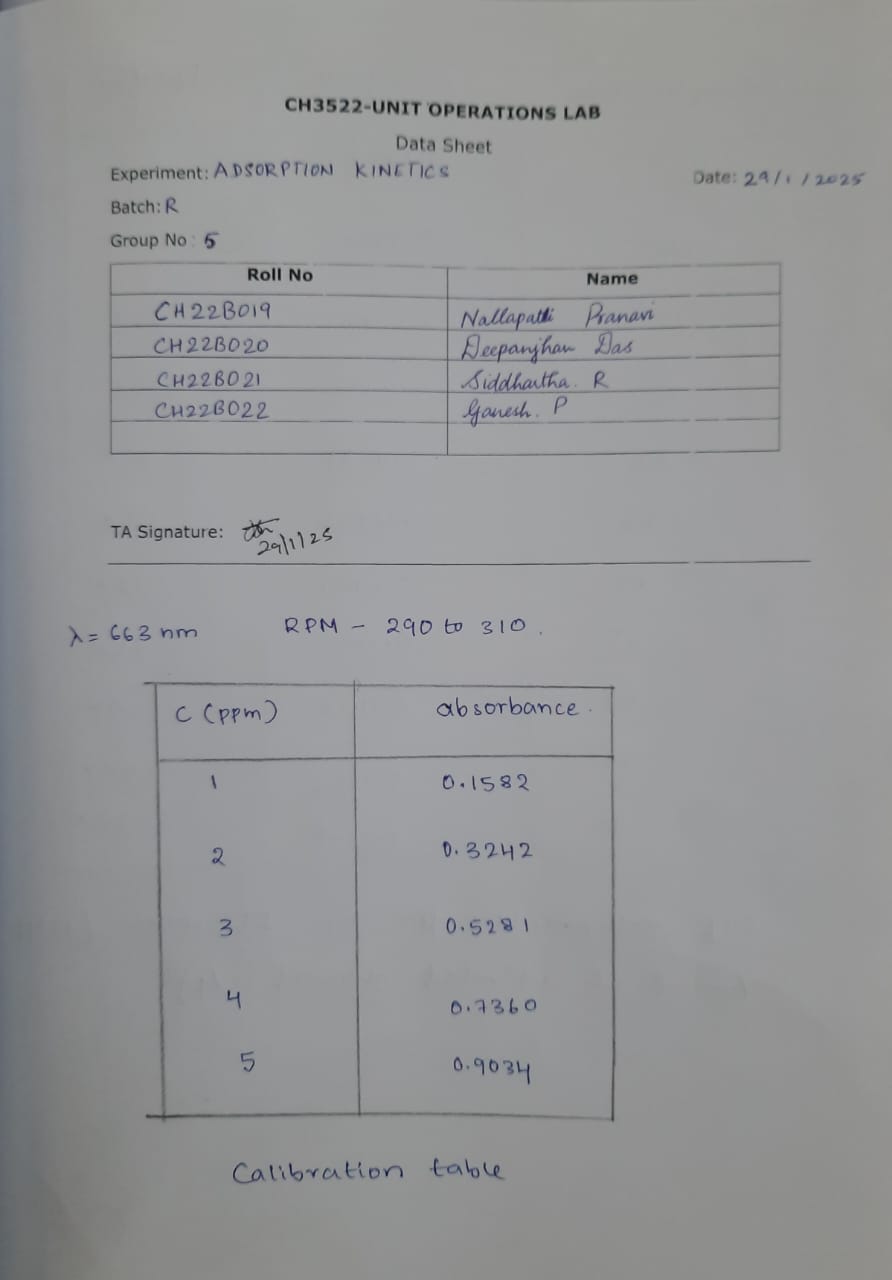 CH3522-UNIT OPERATIONS LAB
Data Sheet
Experiment: ADSORPTION KINETICS Date: 29/1/2025
Batch: R
Group No: 5
Roll No Name
CH22B019 Nallapatti Pranavi
CH22B020 Deepanjhan Das
CH22B021 Siddhartha. R
CH22B022 Ganesh. P
TA Signature:
29/1/25
λ = 663 nm RPM - 290 to 310.
C (ppm) absorbance.
1 0.1582
2 0.3242
3 0.5281
4 0.7360
5 0.9034
Calibration table